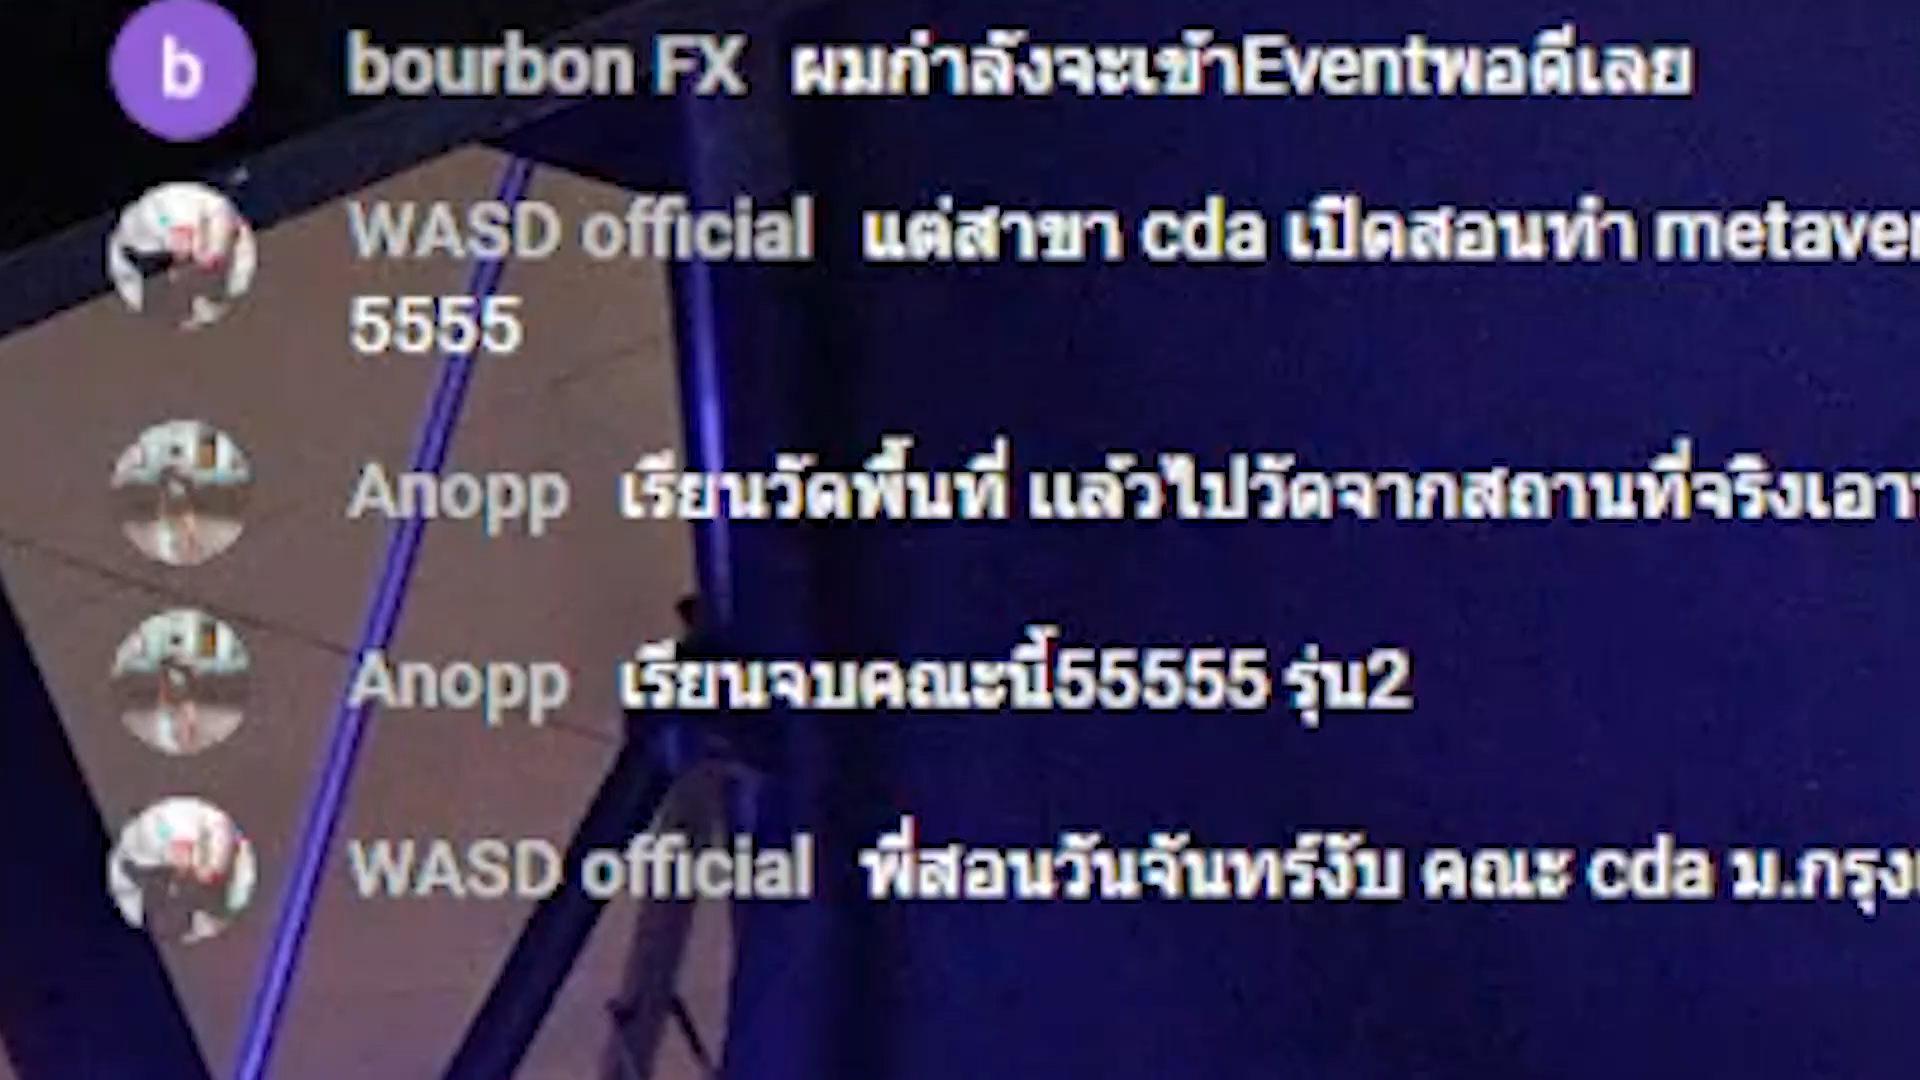 b
bourbon FX ผมกำลังจะเข้าEventพอดีเลย
WASD official แต่สาขา cda เปิดสอนทำ
5555
Anopp เรียนวัดพื้นที่ แล้วไปวัดจากสถานที่จริงเอา
Anopp เรียนจบคณะนี้55555 รุ่น2
WASD official พี่สอนวันจันทร์งับ คณะ cda ม.กรุง